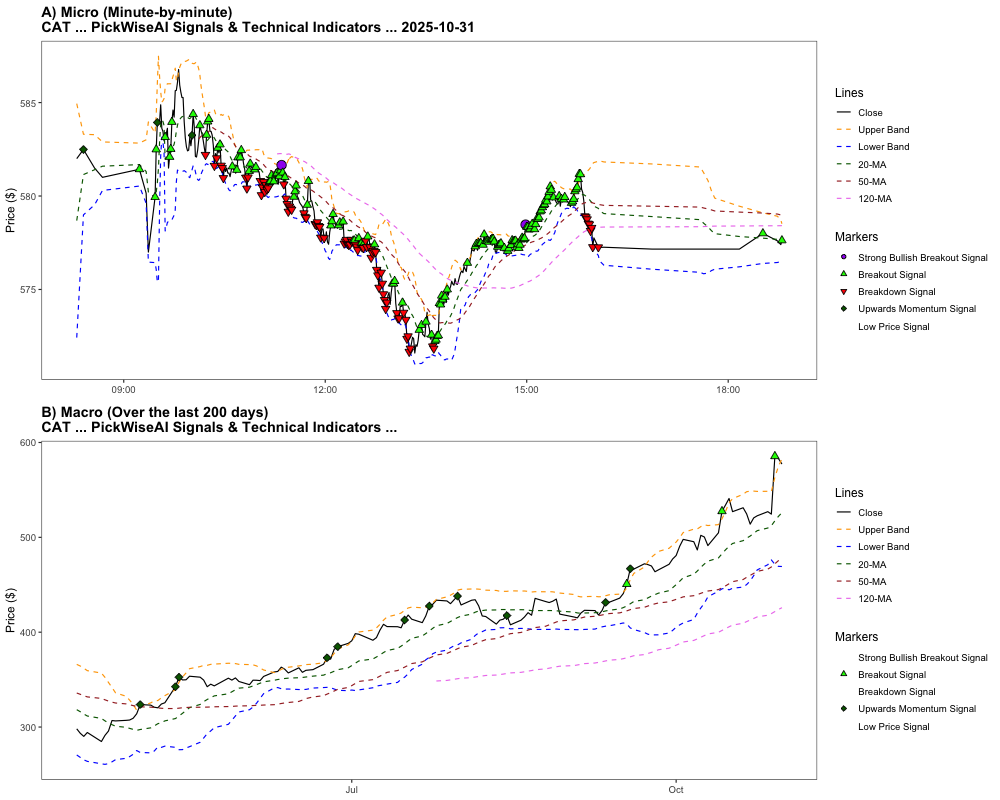 A) Micro (Minute-by-minute)
CAT ... PickWiseAI Signals & Technical Indicators ... 2025-10-31
Price ($)
585
580
575
09:00
12:00
15:00
18:00
Lines
Close
Upper Band
Lower Band
20-MA
50-MA
120-MA
Markers
Strong Bullish Breakout Signal
Breakout Signal
Breakdown Signal
Upwards Momentum Signal
Low Price Signal
B) Macro (Over the last 200 days)
CAT ... PickWiseAI Signals & Technical Indicators ...
Price ($)
600
500
400
300
Jul
Oct
Lines
Close
Upper Band
Lower Band
20-MA
50-MA
120-MA
Markers
Strong Bullish Breakout Signal
Breakout Signal
Breakdown Signal
Upwards Momentum Signal
Low Price Signal